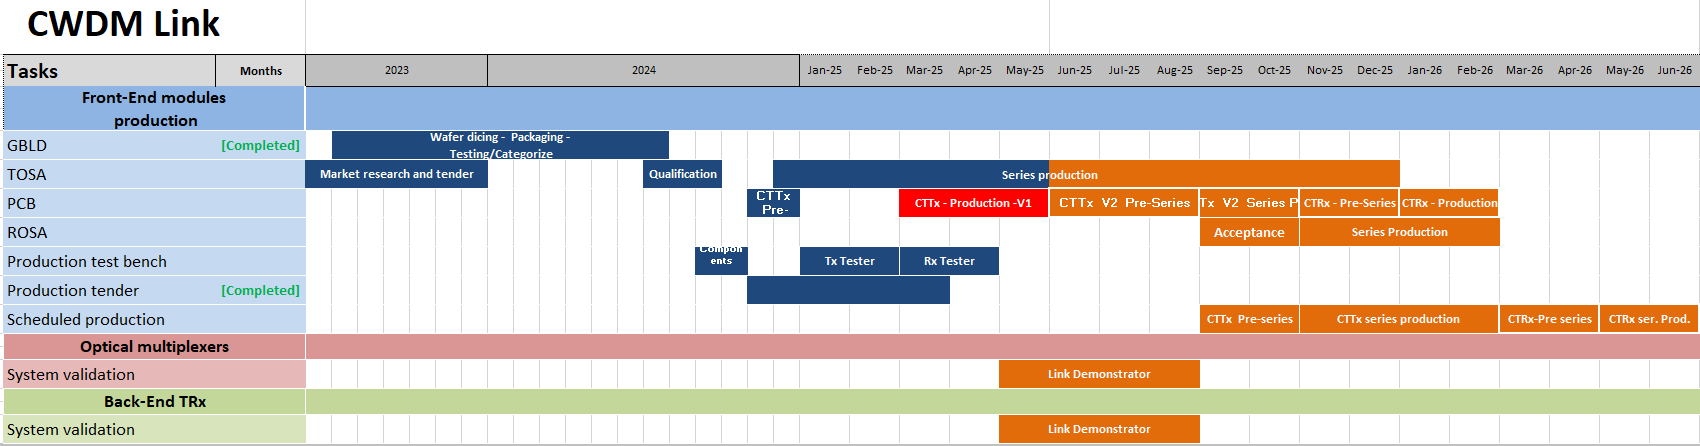 CWDM Link
Tasks Months 2023 2024 Jan-25 Feb-25 Mar-25 Apr-25 May-25 Jun-25 Jul-25 Aug-25 Sep-25 Oct-25 Nov-25 Dec-25 Jan-26 Feb-26 Mar-26 Apr-26 May-26 Jun-26
Front-End modules
production
GBLD [Completed] Wafer dicing - Packaging -
Testing/Categorize
TOSA Market research and tender Qualification Series production
PCB CTTx
Pre-
CTTx - Production -V1 CTTx V2 Pre-Series Tx V2 Series P CTRx - Pre-Series CTRx - Production
ROSA Acceptance Series Production
Production test bench Compon
ents
Tx Tester Rx Tester
Production tender [Completed]
Scheduled production CTTx Pre-series CTTx series production CTRx-Pre series CTRx ser. Prod.
Optical multiplexers
System validation Link Demonstrator
Back-End TRx
System validation Link Demonstrator